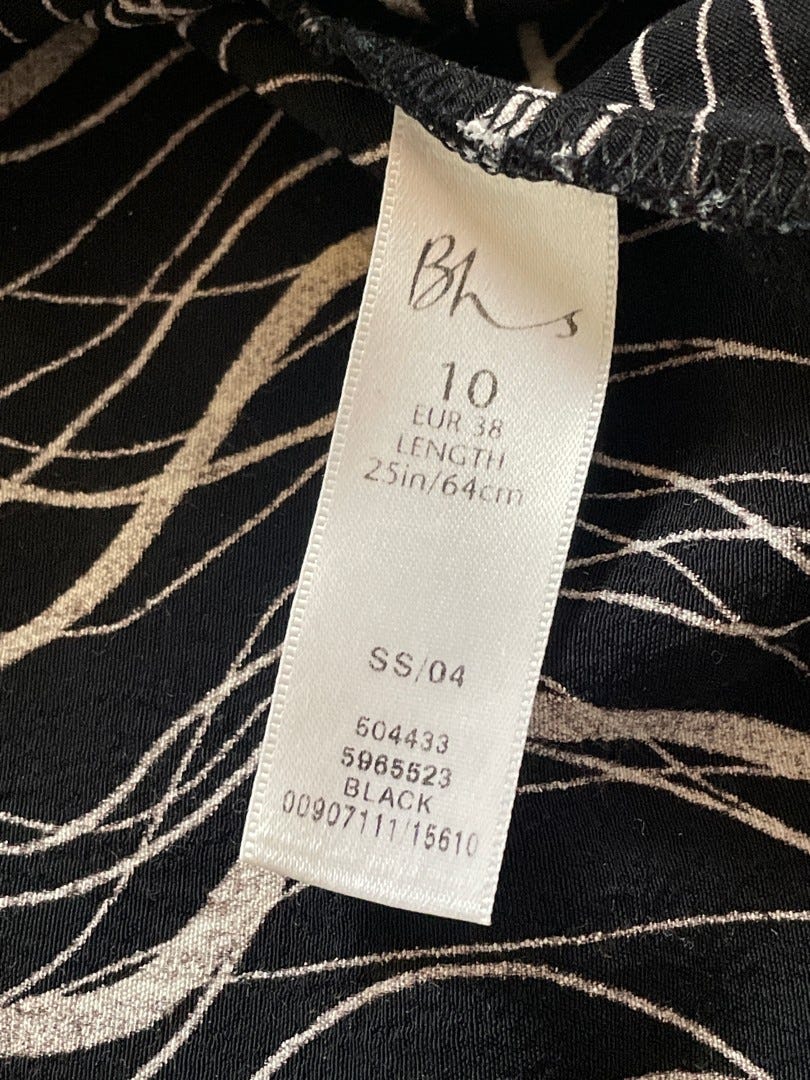 Bhs
10
EUR 38
LENGTH
25in/64cm
SS/04
504433
5965523
BLACK
00907111/15610